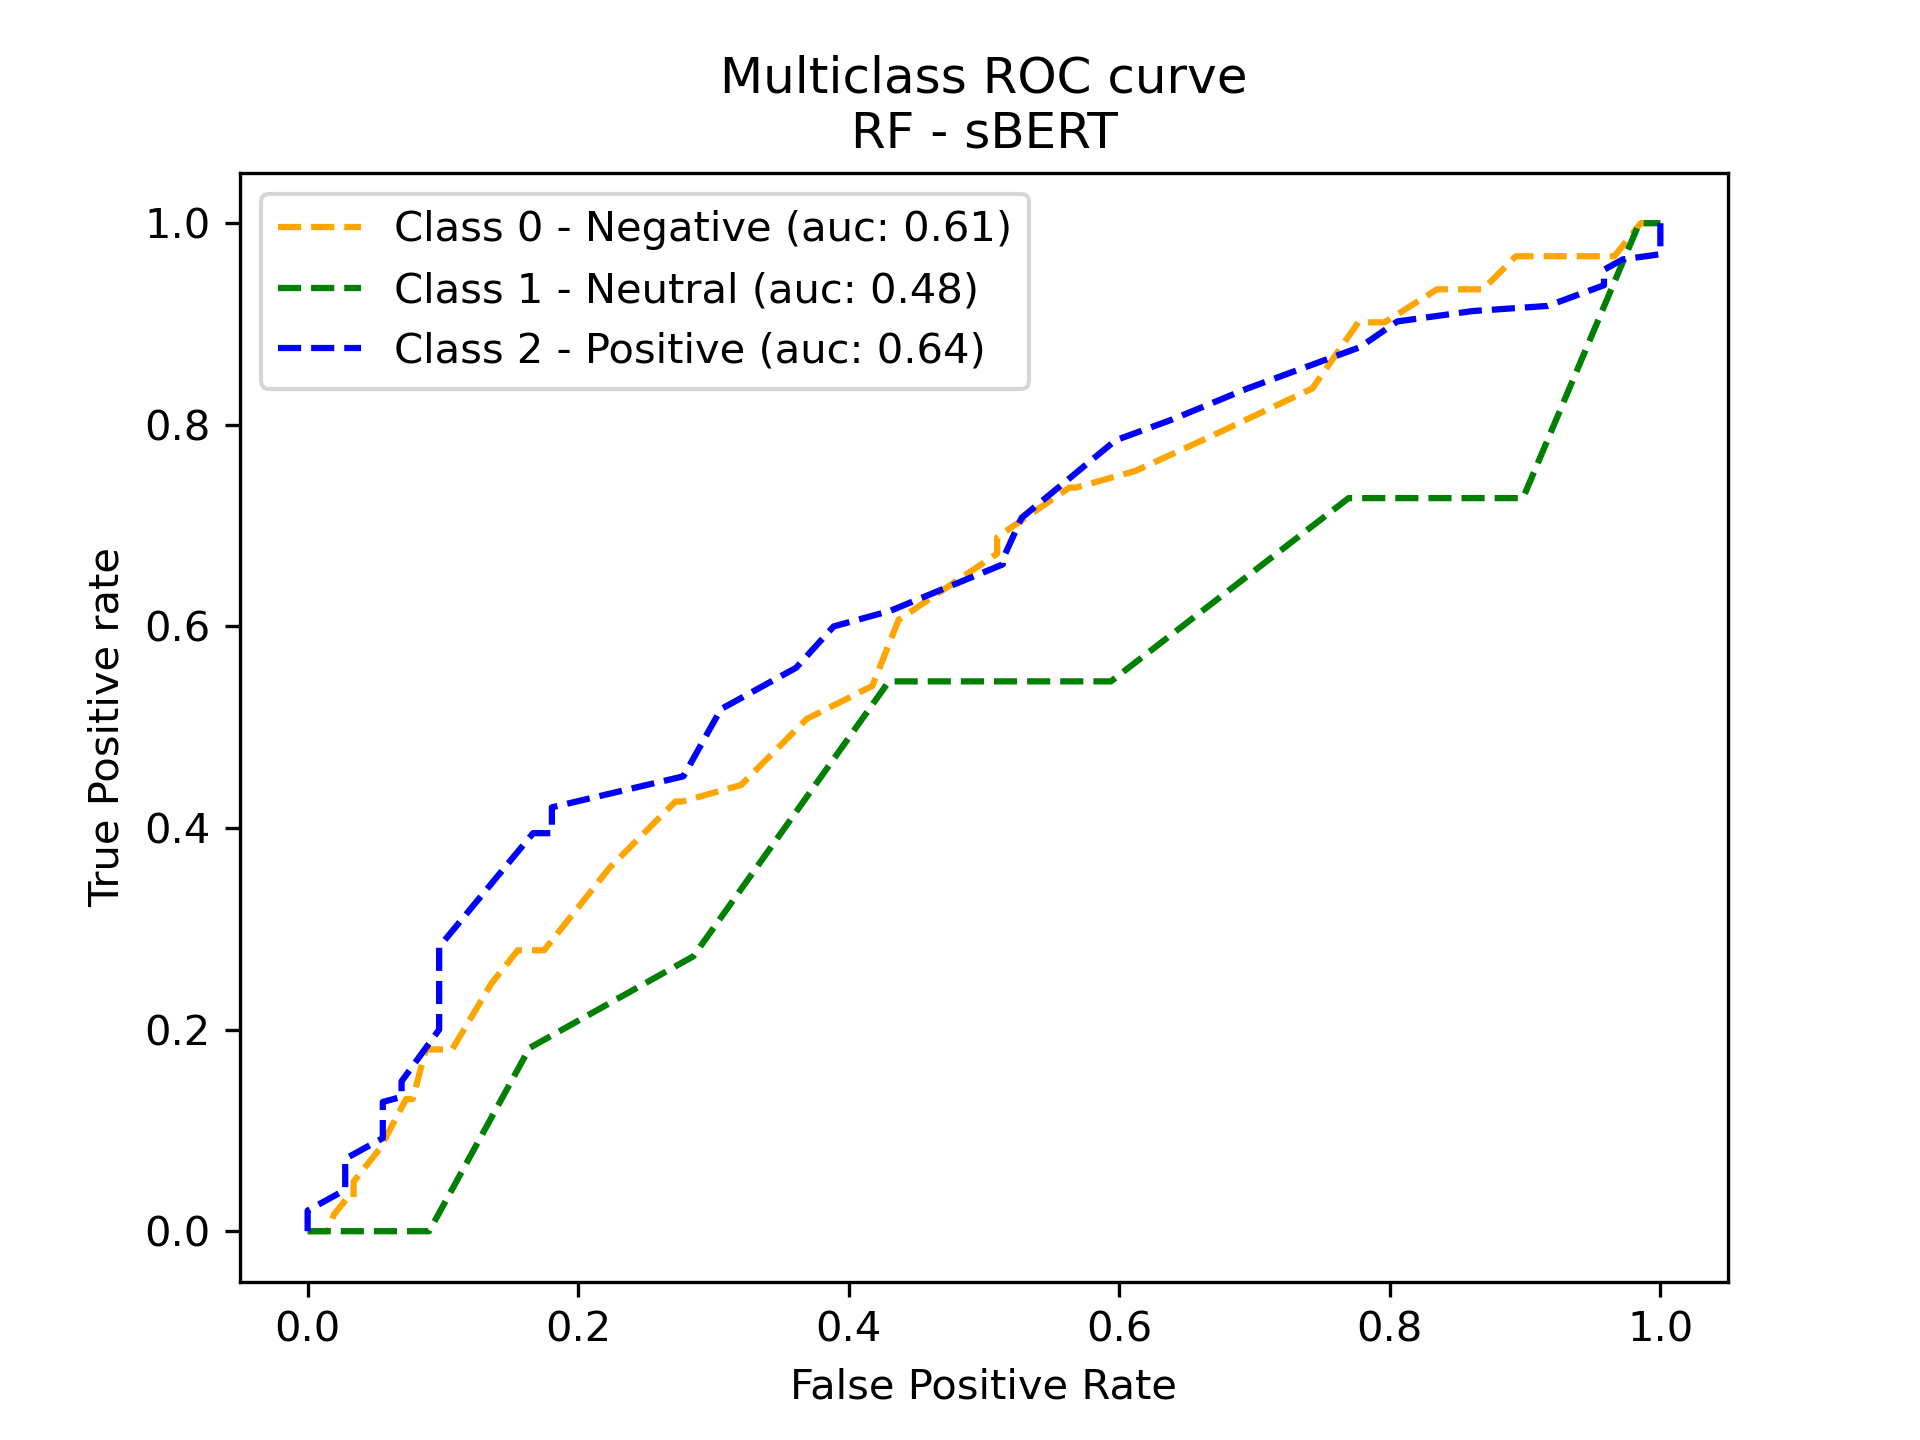 Multiclass ROC curve
RF - sBERT
Class 0 - Negative (auc: 0.61)
Class 1 - Neutral (auc: 0.48)
Class 2 - Positive (auc: 0.64)
1.0
0.8
0.6
0.4
0.2
0.0
True Positive rate
0.0 0.2 0.4 0.6 0.8 1.0
False Positive Rate